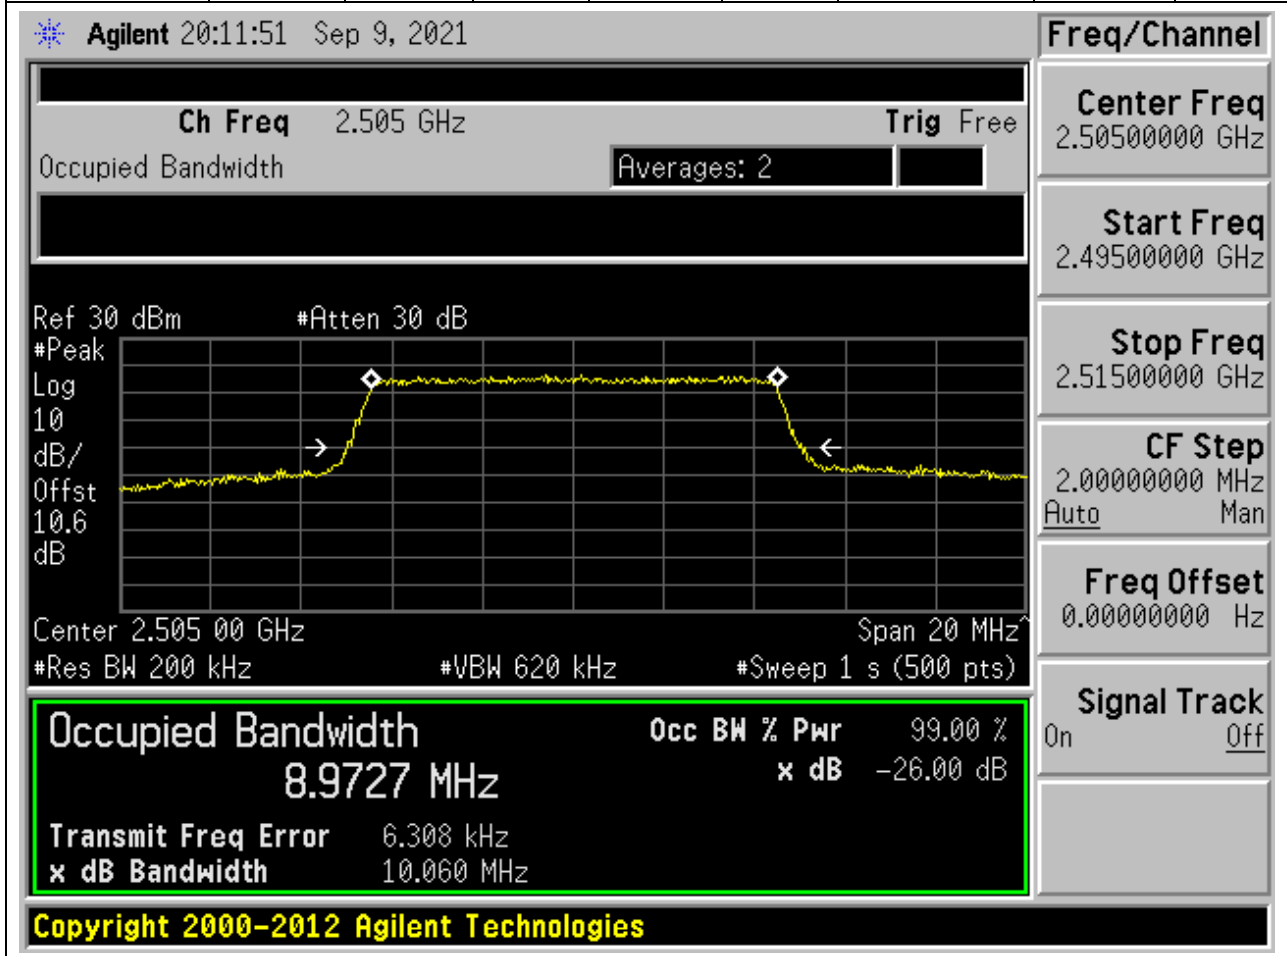 Agilent 20:11:51 Sep 9, 2021
Freq/Channel
Ch Freq 2.505 GHz Trig Free
Occupied Bandwidth Averages: 2
Center Freq
2.50500000 GHz
Start Freq
2.49500000 GHz
Stop Freq
2.51500000 GHz
CF Step
2.00000000 MHz
Auto Man
Freq Offset
0.00000000 Hz
Signal Track
On Off
Ref 30 dBm #Atten 30 dB
#Peak
Log
10
dB/
Offst
10.6
dB
Center 2.505 00 GHz Span 20 MHz^
#Res BW 200 kHz #VBW 620 kHz #Sweep 1 s (500 pts)
Occupied Bandwidth Occ BW % Pwr 99.00 %
8.9727 MHz x dB -26.00 dB
Transmit Freq Error 6.308 kHz
x dB Bandwidth 10.060 MHz
Copyright 2000-2012 Agilent Technologies